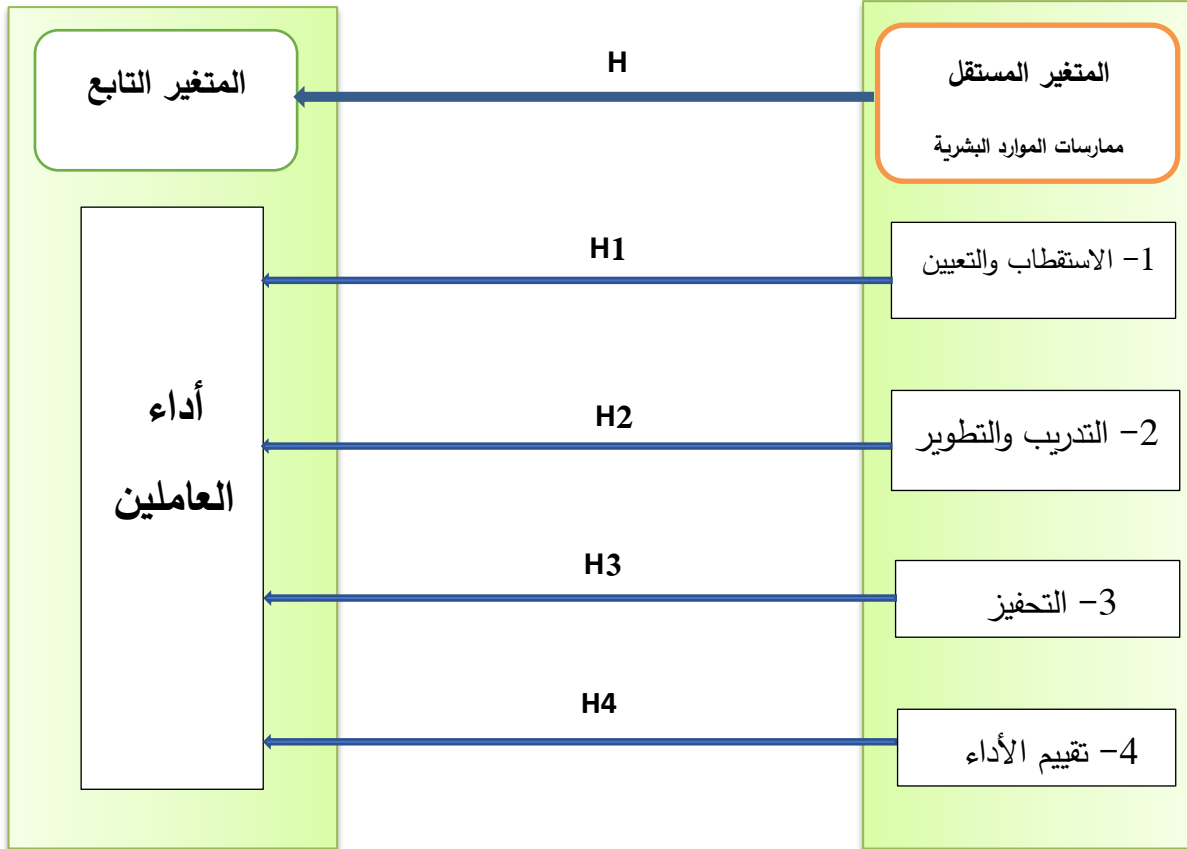 المتغير المستقل
ممارسات الموارد البشرية
H
المتغير التابع
1- الاستقطاب والتعيين
H1
2- التدريب والتطوير
H2
3- التحفيز
H3
4- تقييم الأداء
H4
أداء
العاملين